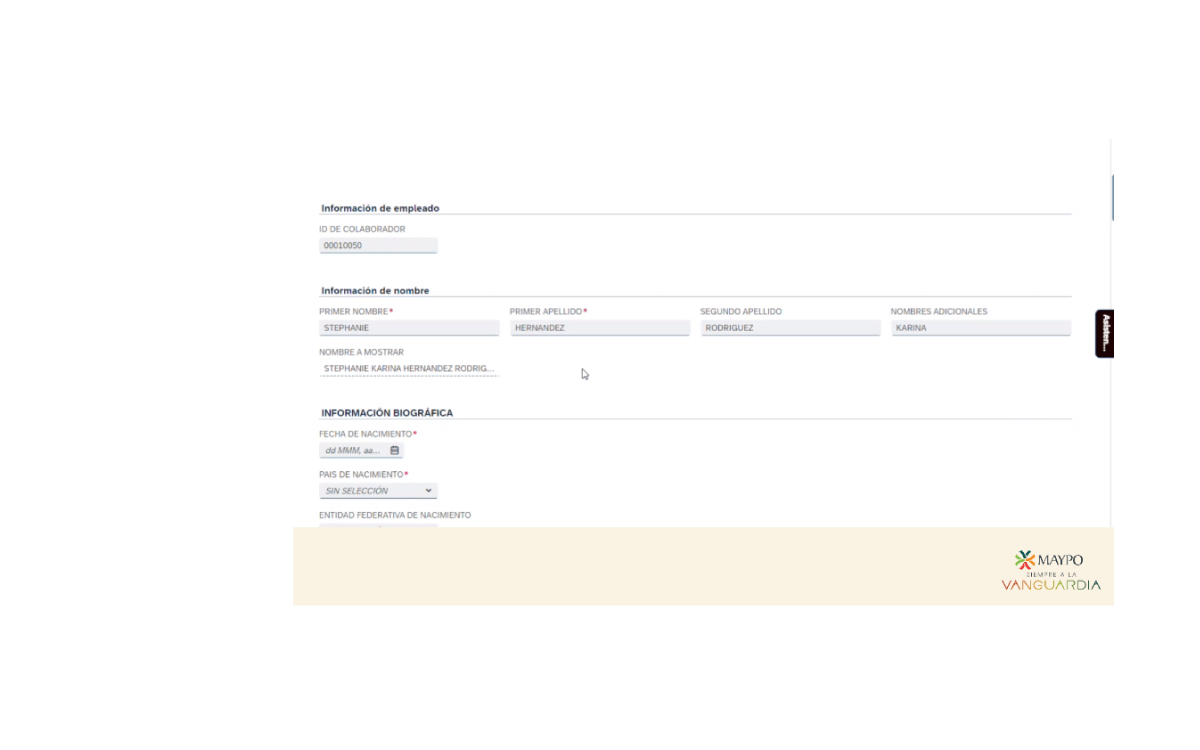 Información de empleado
ID DE COLABORADOR
00010050
Información de nombre
PRIMER NOMBRE* PRIMER APELLIDO* SEGUNDO APELLIDO NOMBRES ADICIONALES
STEPHANIE HERNANDEZ RODRIGUEZ KARINA
Asisten...
NOMBRE A MOSTRAR
STEPHANIE KARINA HERNANDEZ RODRIG...
INFORMACIÓN BIOGRÁFICA
FECHA DE NACIMIENTO*
dd MMM, aa...
PAIS DE NACIMIENTO*
SIN SELECCIÓN
ENTIDAD FEDERATIVA DE NACIMIENTO
MAYPO
SIEMPRE A LA
VANGUARDIA